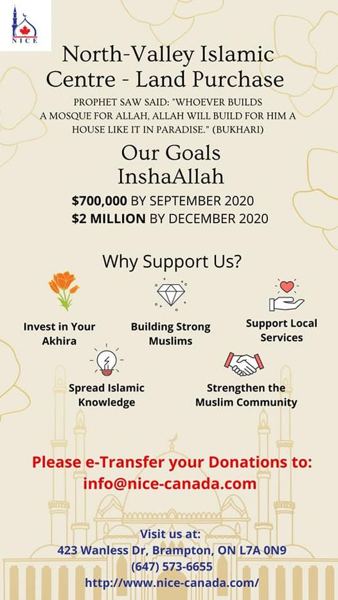 NICE
North-Valley Islamic
Centre - Land Purchase
PROPHET SAW SAID: "WHOEVER BUILDS
A MOSQUE FOR ALLAH, ALLAH WILL BUILD FOR HIM A
HOUSE LIKE IT IN PARADISE." (BUKHARI)
Our Goals
InshaAllah
$700,000 BY SEPTEMBER 2020
$2 MILLION BY DECEMBER 2020
Why Support Us?
Invest in Your
Akhira
Building Strong
Muslims
Support Local
Services
Spread Islamic
Knowledge
Strengthen the
Muslim Community
Please e-Transfer your Donations to:
info@nice-canada.com
Visit us at:
423 Wanless Dr, Brampton, ON L7A 0N9
(647) 573-6655
http://www.nice-canada.com/